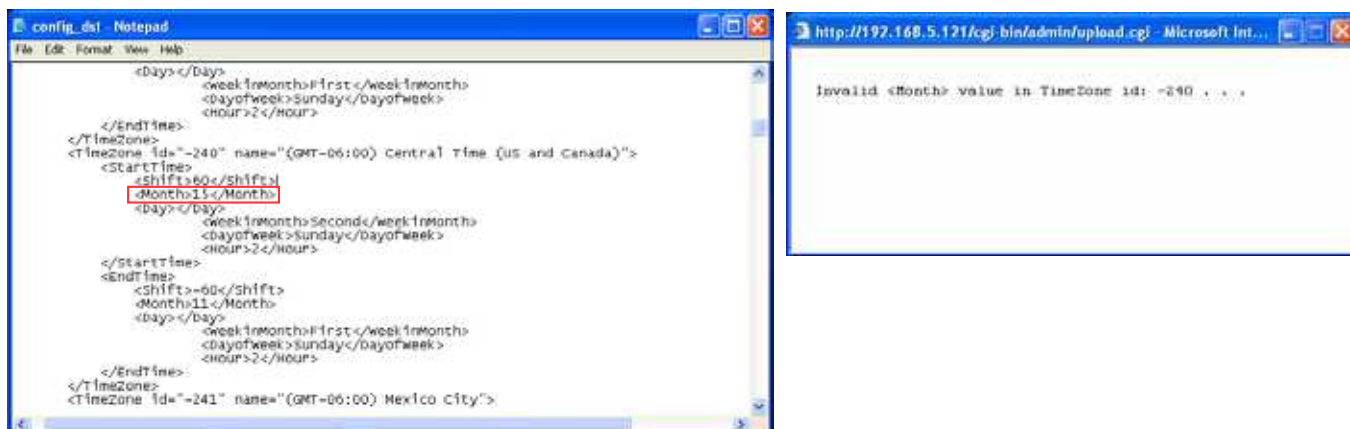 config_dst - Notepad
File Edit Format View Help
<Day></Day>
<WeekInMonth>First</WeekInMonth>
<DayofWeek>Sunday</DayofWeek>
<Hour>2</Hour>
</EndTime>
</TimeZone>
<TimeZone id="-240" name="(GMT-06:00) Central Time (US and Canada)">
<StartTime>
<Shift>60</Shift>
<Month>15</Month>
<Day></Day>
<WeekInMonth>Second</WeekInMonth>
<DayofWeek>Sunday</DayofWeek>
<Hour>2</Hour>
</StartTime>
<EndTime>
<Shift>-60</Shift>
<Month>11</Month>
<Day></Day>
<WeekInMonth>First</WeekInMonth>
<DayofWeek>Sunday</DayofWeek>
<Hour>2</Hour>
</EndTime>
</TimeZone>
<TimeZone id="-241" name="(GMT-06:00) Mexico City">
http://192.168.5.121/cgi-bin/admin/upload.cgi - Microsoft Int...
Invalid <Month> value in TimeZone id: -240 . . .